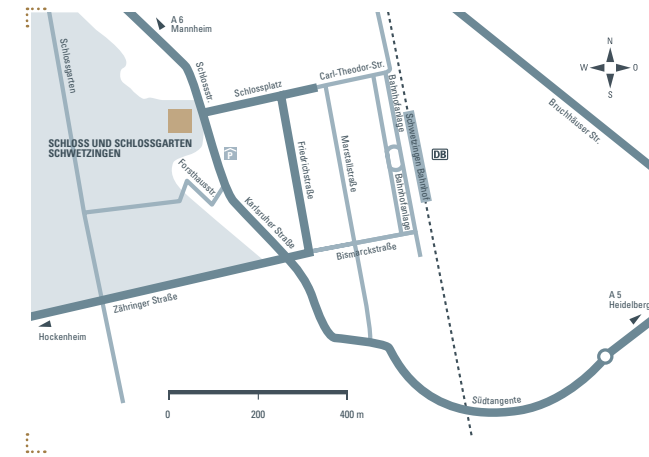 A 6
Mannheim
Schlossgarten
Schlossstr.
Schlossplatz
Carl-Theodor-Str.
N
W
O
S
Bruchhäuser Str.
Bahnhofanlage
Schwetzingen Bahnhof
DB
P
SCHLOSS UND SCHLOSSGARTEN
SCHWETZINGEN
Forsthausstr.
Friedrichstraße
Marstallstraße
Bahnhofanlage
Karlsruher Straße
Bismarckstraße
Zähringer Straße
Hockenheim
A 5
Heidelberg
Südtangente
0
200
400 m